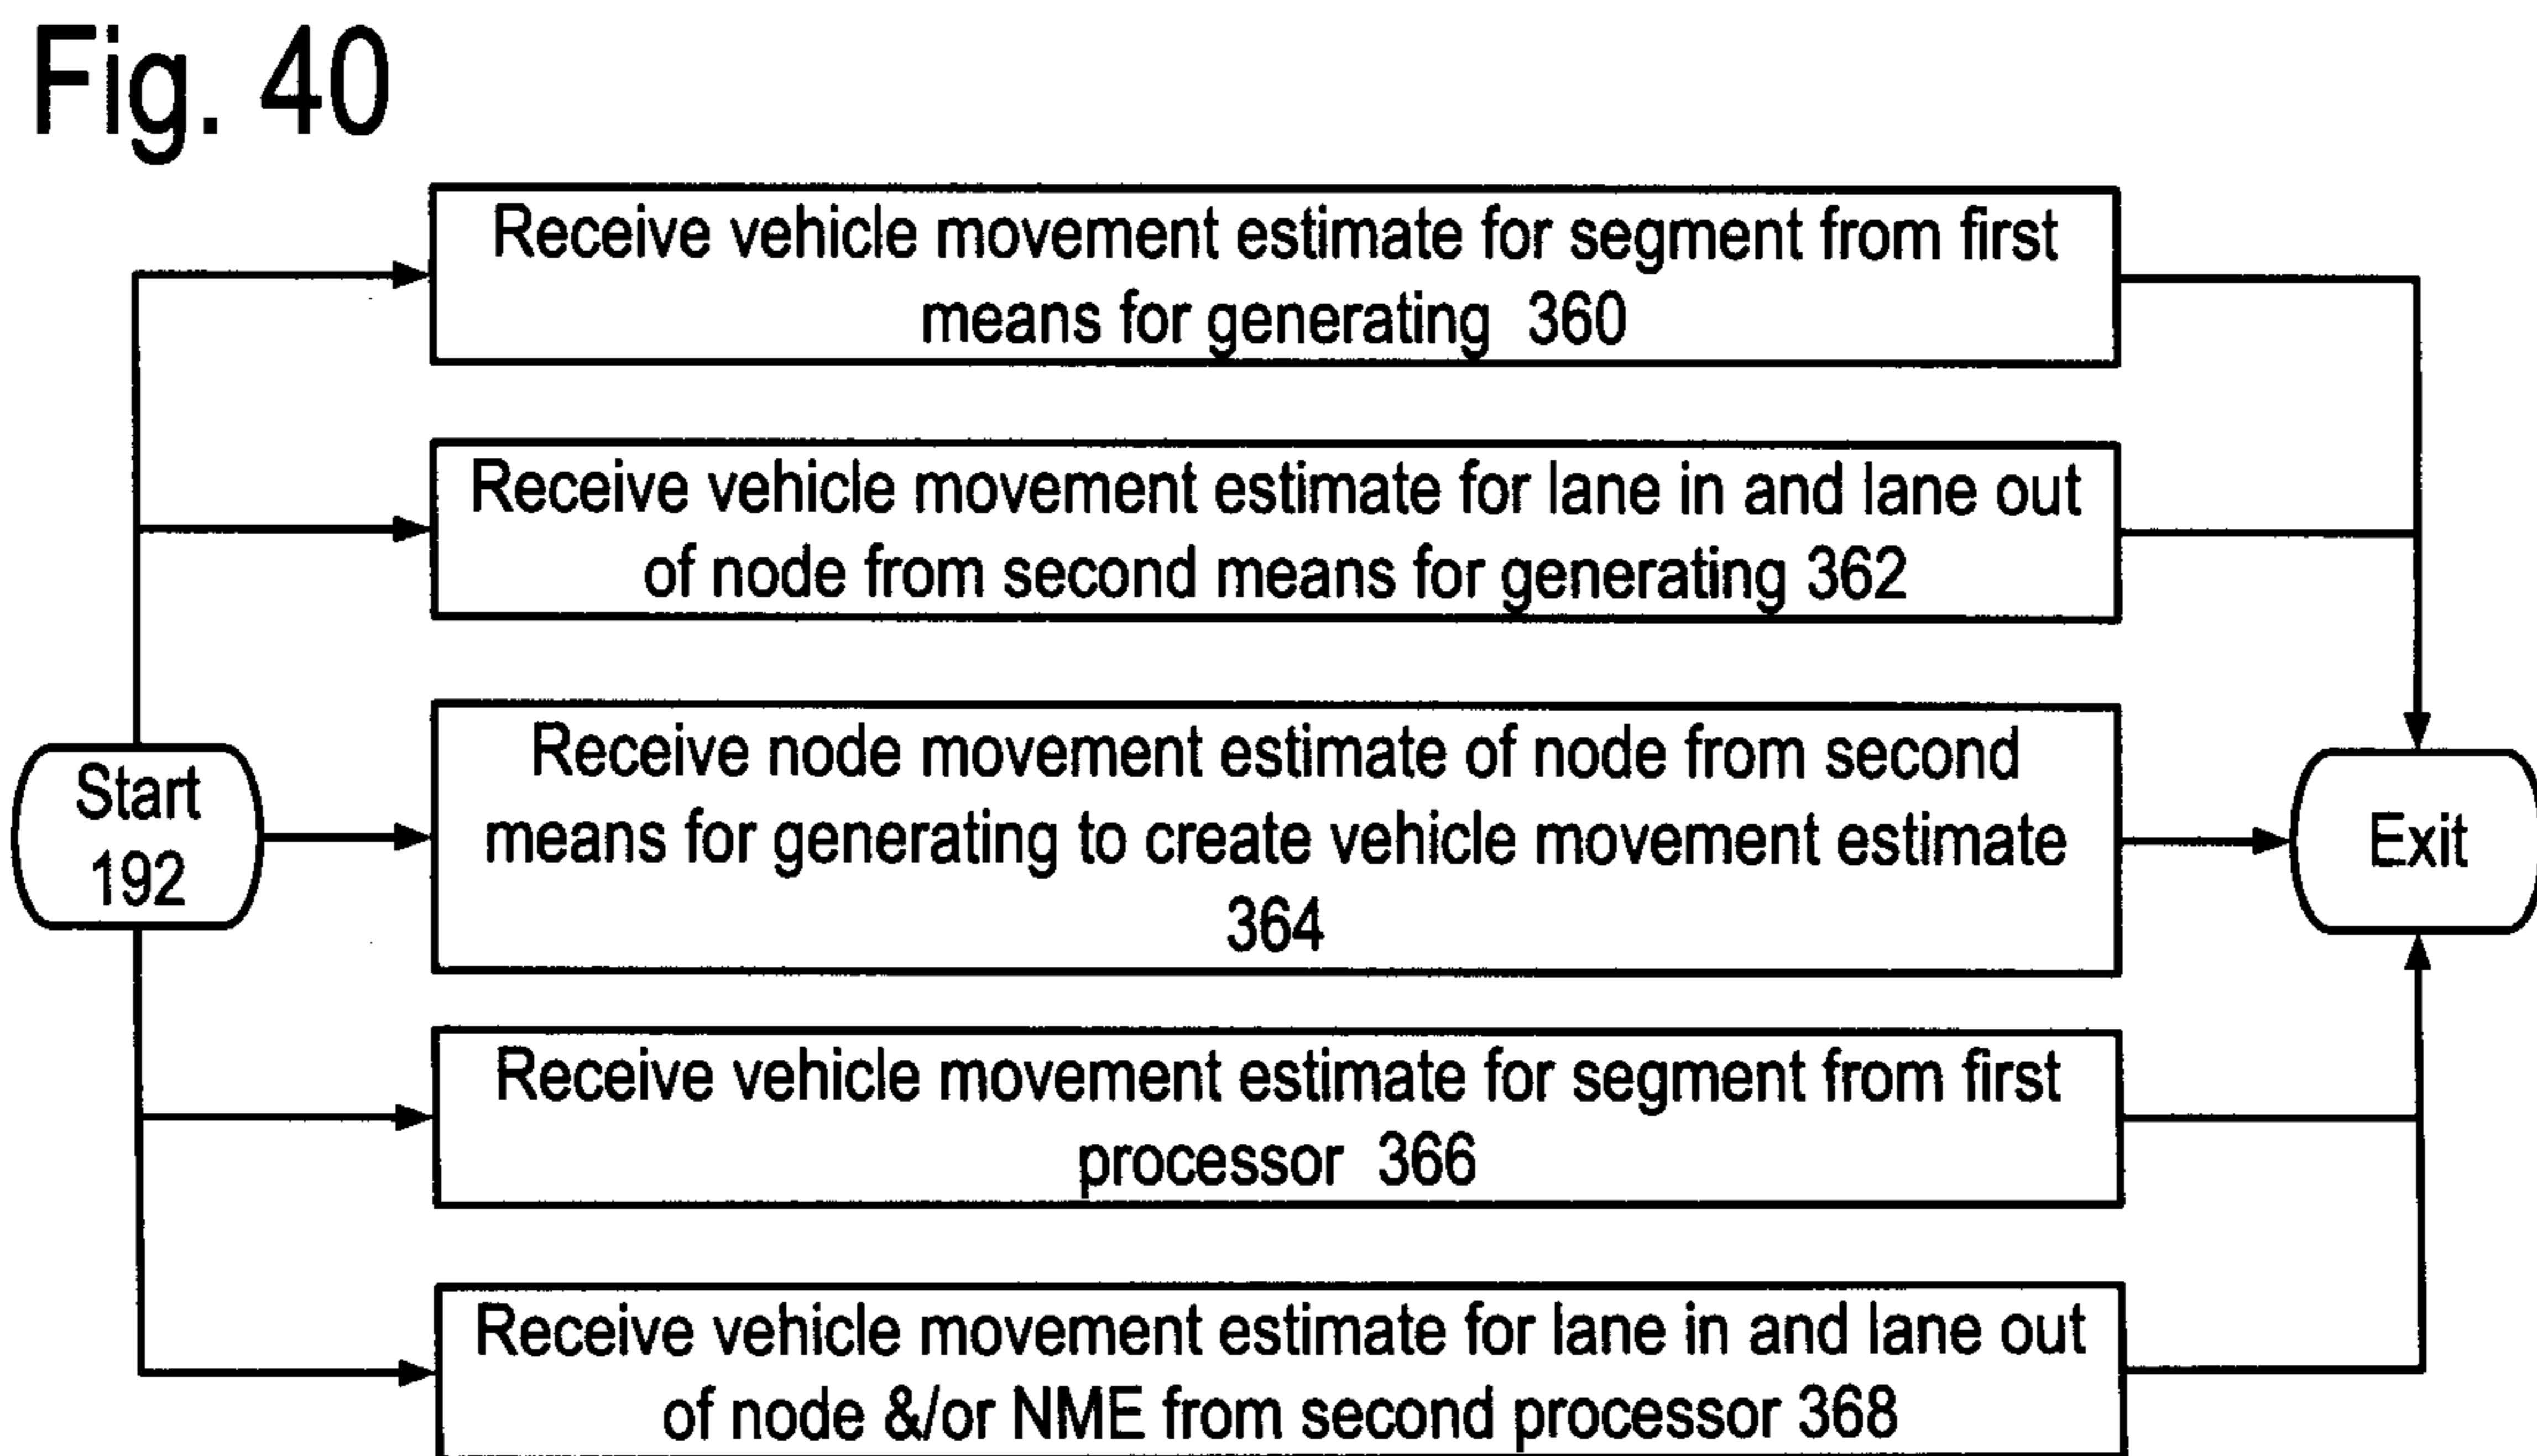 Fig. 40
Receive vehicle movement estimate for segment from first
means for generating 360
Receive vehicle movement estimate for lane in and lane out
of node from second means for generating 362
Start
192
Receive node movement estimate of node from second
means for generating to create vehicle movement estimate
364
Exit
Receive vehicle movement estimate for segment from first
processor 366
Receive vehicle movement estimate for lane in and lane out
of node &/or NME from second processor 368